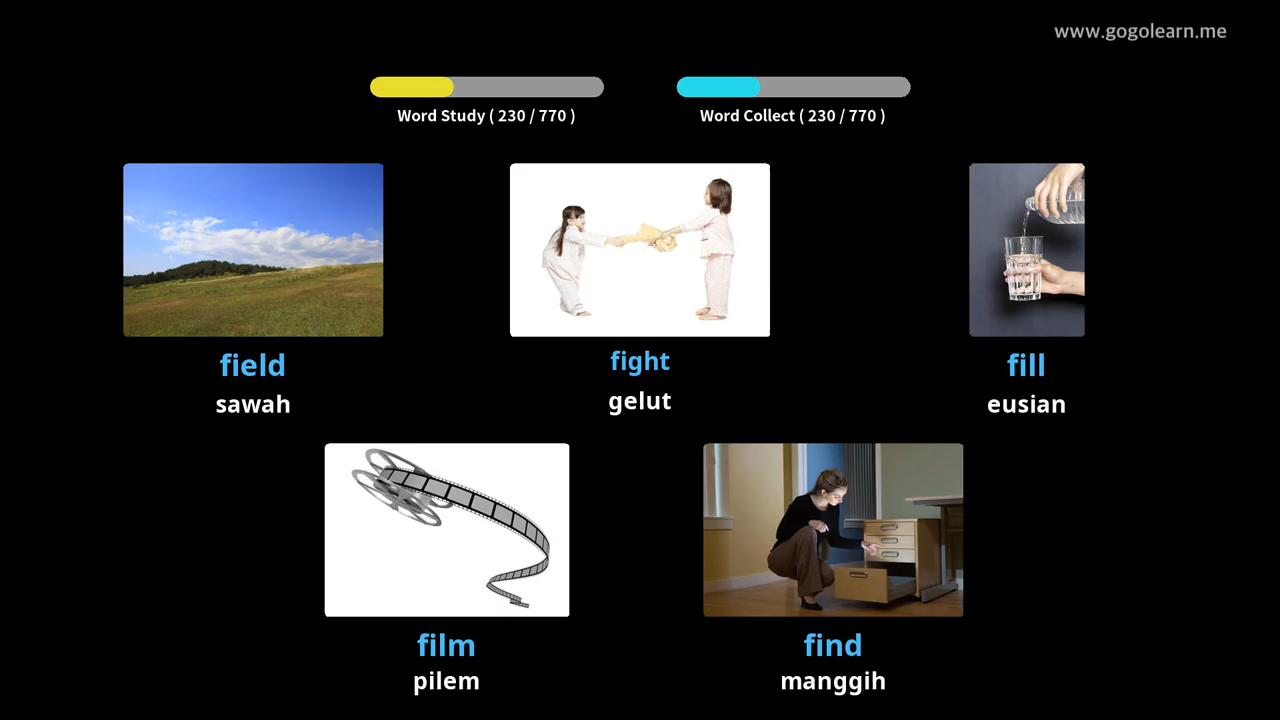 www.gogolearn.me
Word Study ( 230 / 770 )
Word Collect ( 230 / 770 )
field
sawah
fight
gelut
fill
eusian
film
pilem
find
manggih